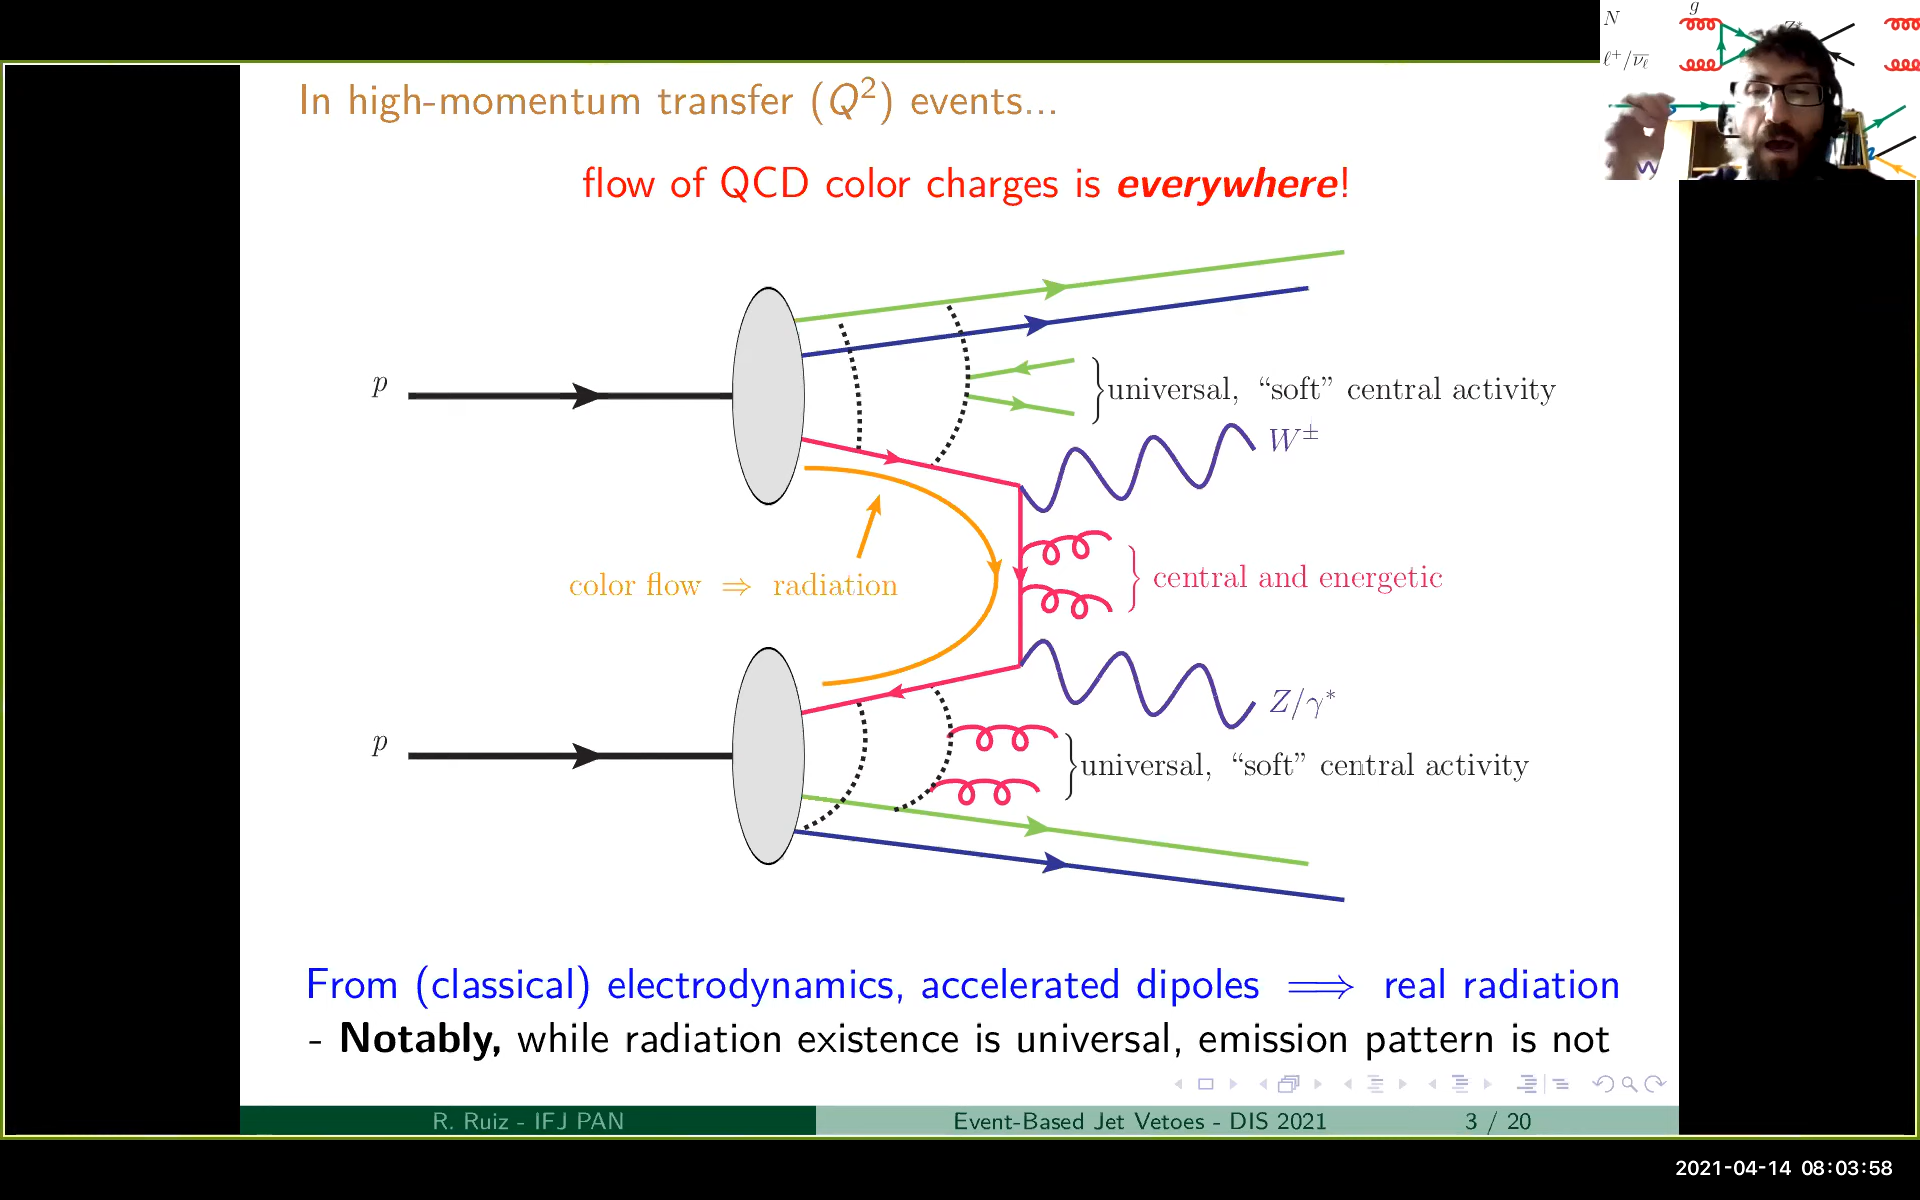 N
g
Z*
ℓ⁺/ν̅ℓ
In high-momentum transfer (Q²) events...
flow of QCD color charges is everywhere!
p
}universal, “soft” central activity
W±
color flow ⇒ radiation
} central and energetic
Z/γ*
p
}universal, “soft” central activity
From (classical) electrodynamics, accelerated dipoles ⟹ real radiation
- Notably, while radiation existence is universal, emission pattern is not
R. Ruiz - IFJ PAN
Event-Based Jet Vetoes - DIS 2021
3 / 20
2021-04-14 08:03:58